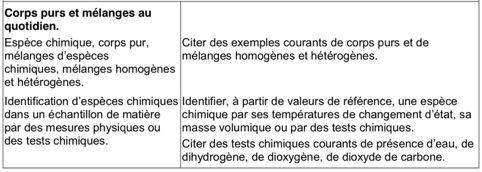 Corps purs et mélanges au
quotidien.
Espèce chimique, corps pur,
mélanges d'espèces
chimiques, mélanges homogènes
et hétérogènes.
Citer des exemples courants de corps purs et de
mélanges homogènes et hétérogènes.
Identification d'espèces chimiques
dans un échantillon de matière
par des mesures physiques ou
des tests chimiques.
Identifier, à partir de valeurs de référence, une espèce
chimique par ses températures de changement d'état, sa
masse volumique ou par des tests chimiques.
Citer des tests chimiques courants de présence d'eau, de
dihydrogène, de dioxygène, de dioxyde de carbone.